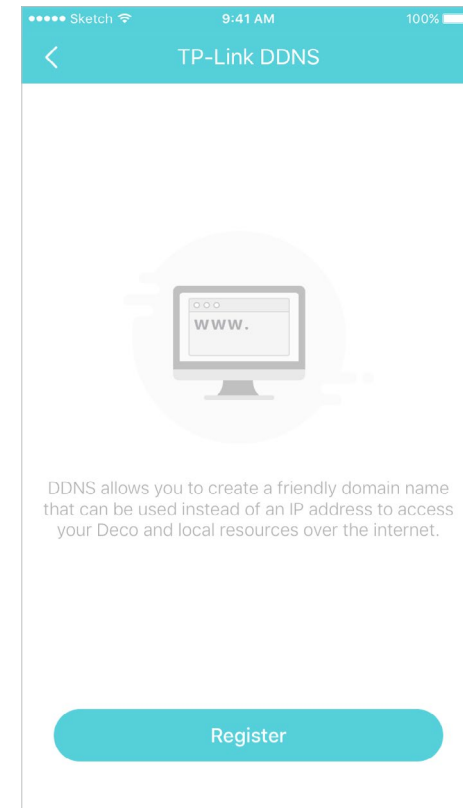 ●●●●● Sketch 9:41 AM 100%
TP-Link DDNS
www.
DDNS allows you to create a friendly domain name
that can be used instead of an IP address to access
your Deco and local resources over the internet.
Register